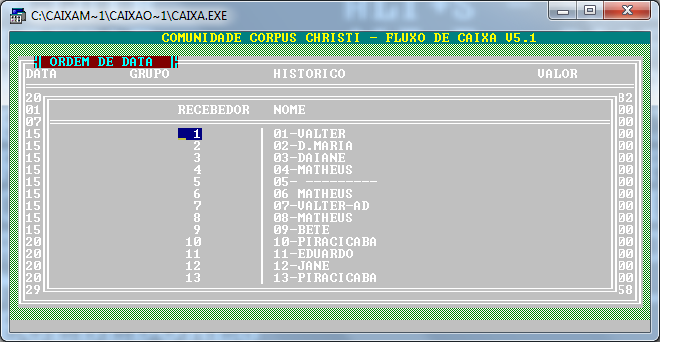 C:\CAIXAM~1\CAIXAO~1\CAIXA.EXE
COMUNIDADE CORPUS CHRISTI - FLUXO DE CAIXA V5.1
ORDEM DE DATA
DATA GRUPO HISTORICO VALOR
20 82
01 RECEBEDOR NOME 00
07 00
15 1 01-VALTER 00
15 2 02-D.MARIA 00
15 3 03-DAIANE 00
15 4 04-MATHEUS 00
15 5 05- --------- 00
15 6 06 MATHEUS 00
15 7 07-VALTER-AD 00
15 8 08-MATHEUS 00
15 9 09-BETE 00
20 10 10-PIRACICABA 00
20 11 11-EDUARDO 00
20 12 12-JANE 00
20 13 13-PIRACICABA 00
29 58